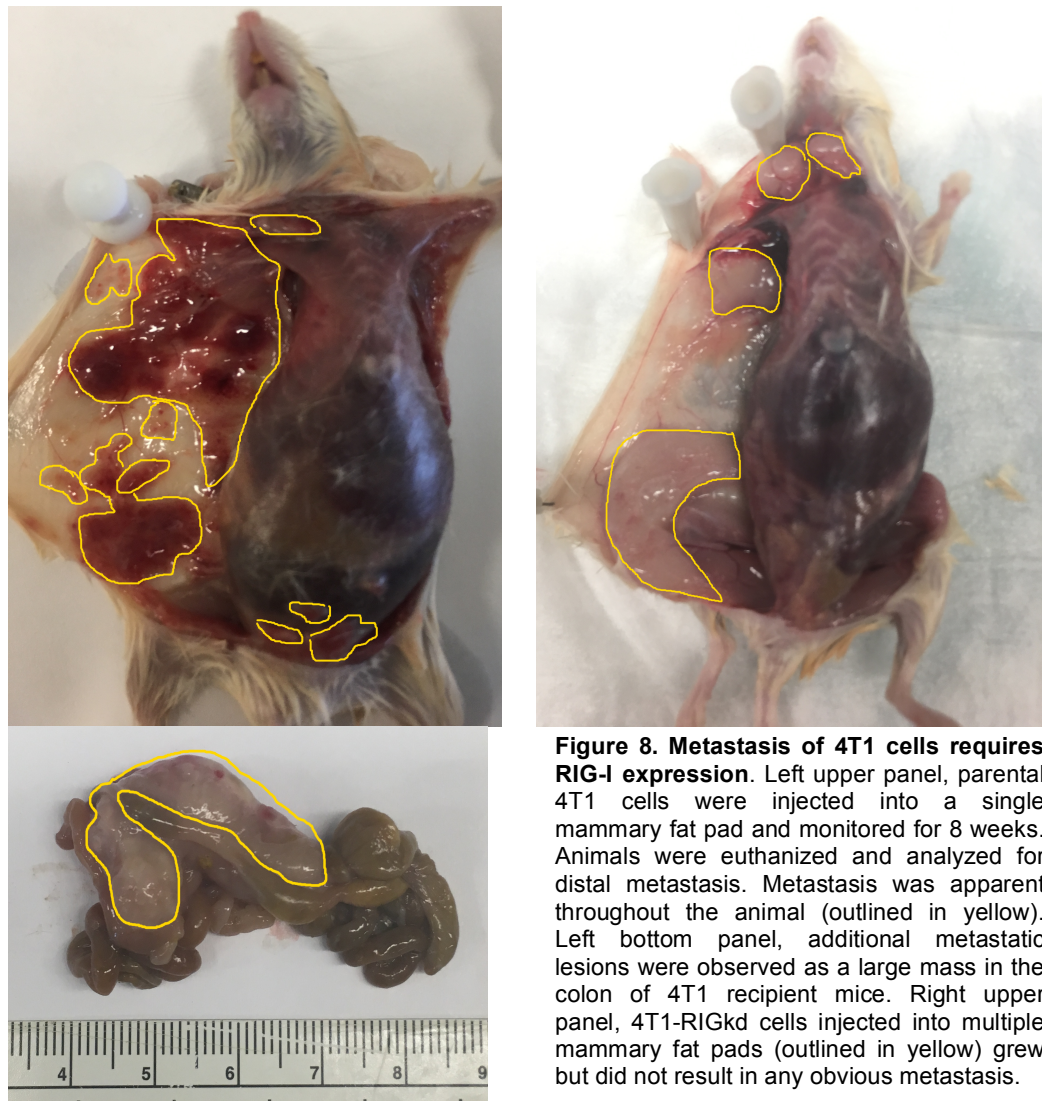 Figure 8. Metastasis of 4T1 cells requires
RIG-I expression. Left upper panel, parental
4T1 cells were injected into a single
mammary fat pad and monitored for 8 weeks.
Animals were euthanized and analyzed for
distal metastasis. Metastasis was apparent
throughout the animal (outlined in yellow).
Left bottom panel, additional metastatic
lesions were observed as a large mass in the
colon of 4T1 recipient mice. Right upper
panel, 4T1-RIGkd cells injected into multiple
mammary fat pads (outlined in yellow) grew
but did not result in any obvious metastasis.
4 5 6 7 8 9